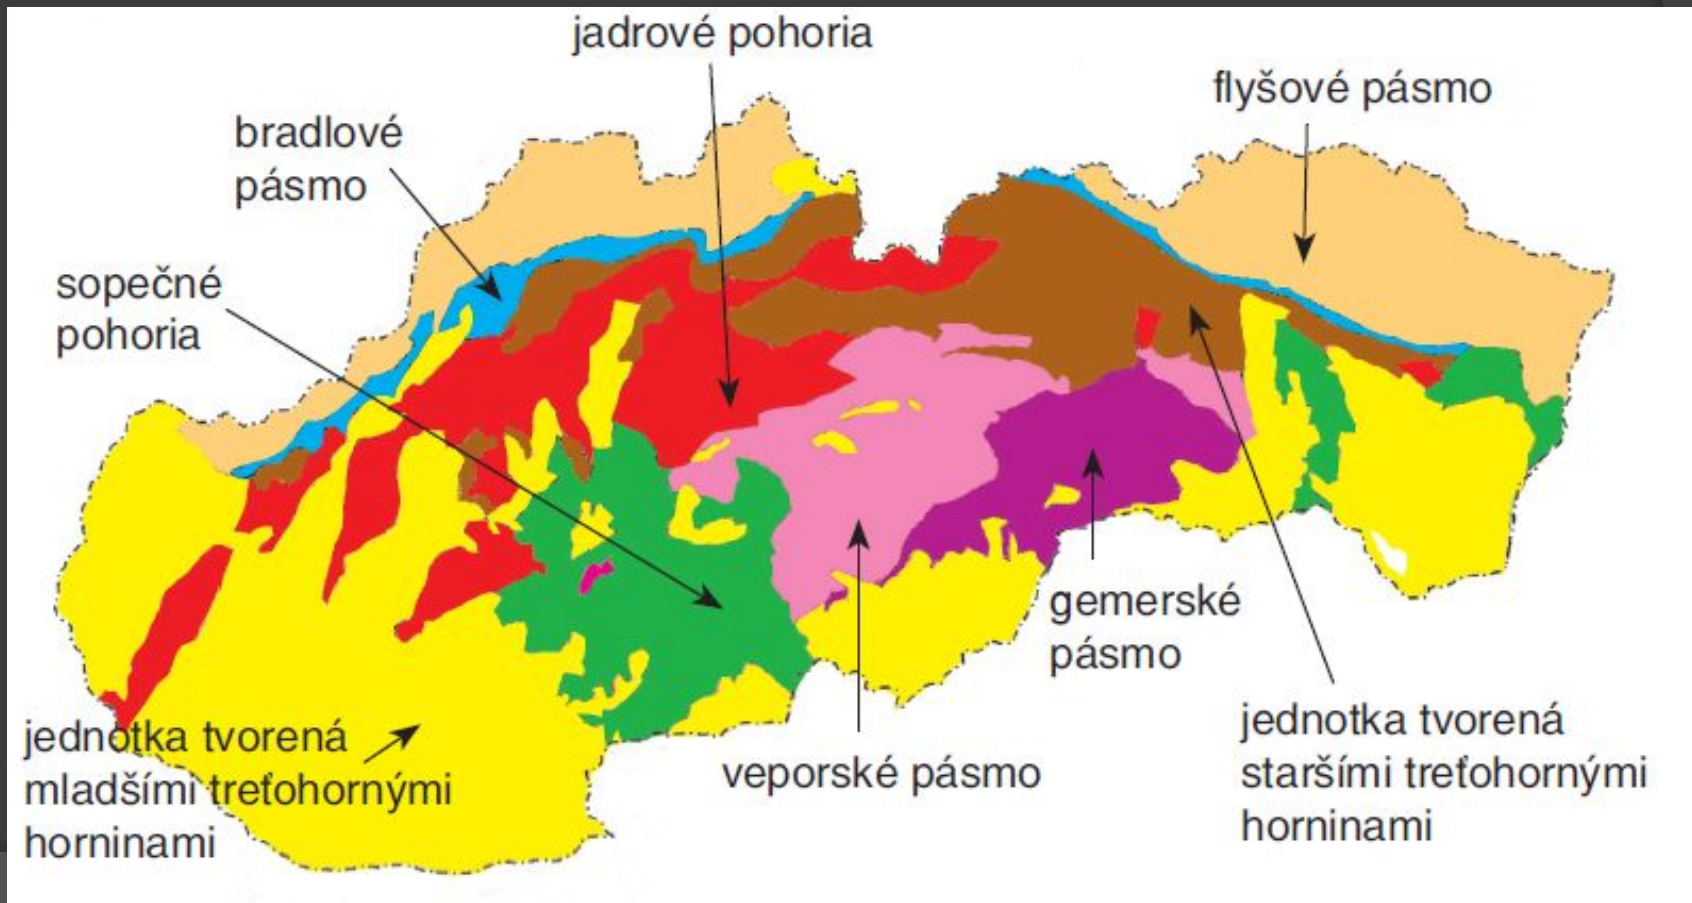 jadrové pohoria
flyšové pásmo
bradlové
pásmo
sopečné
pohoria
gemerské
pásmo
jednotka tvorená
mladšími treťohornými
horninami
veporské pásmo
jednotka tvorená
staršími treťohornými
horninami